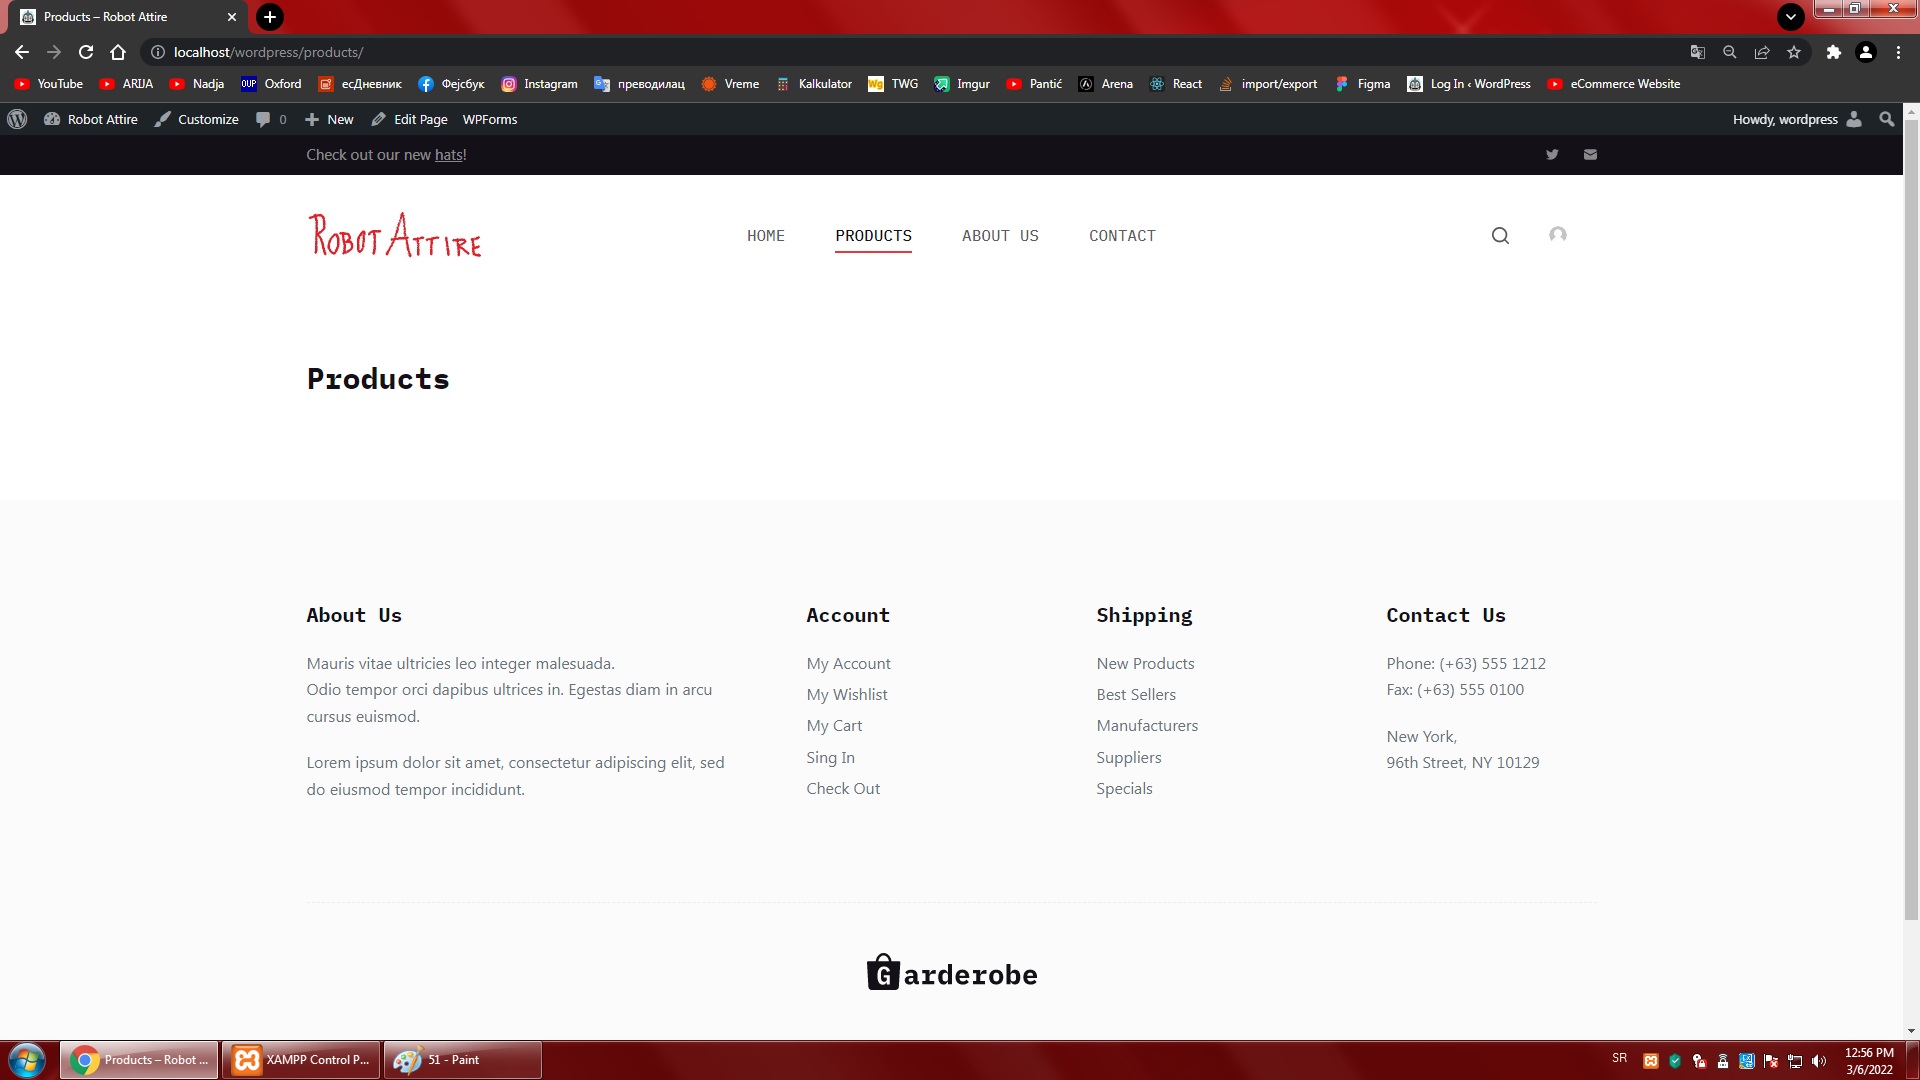 Products – Robot Attire
localhost/wordpress/products/
YouTube ARIJA Nadja OUP Oxford есДневник Фејсбук Instagram преводилац Vreme Kalkulator Wg TWG Imgur Pantić Arena React import/export Figma Log In ‹ WordPress eCommerce Website
Robot Attire Customize 0 New Edit Page WPForms Howdy, wordpress
Check out our new hats!
ROBOT ATTIRE HOME PRODUCTS ABOUT US CONTACT
Products
About Us
Mauris vitae ultricies leo integer malesuada.
Odio tempor orci dapibus ultrices in. Egestas diam in arcu
cursus euismod.
Lorem ipsum dolor sit amet, consectetur adipiscing elit, sed
do eiusmod tempor incididunt.
Account
My Account
My Wishlist
My Cart
Sing In
Check Out
Shipping
New Products
Best Sellers
Manufacturers
Suppliers
Specials
Contact Us
Phone: (+63) 555 1212
Fax: (+63) 555 0100
New York,
96th Street, NY 10129
Garderobe
Products – Robot ... XAMPP Control P... 51 - Paint SR 12:56 PM
3/6/2022